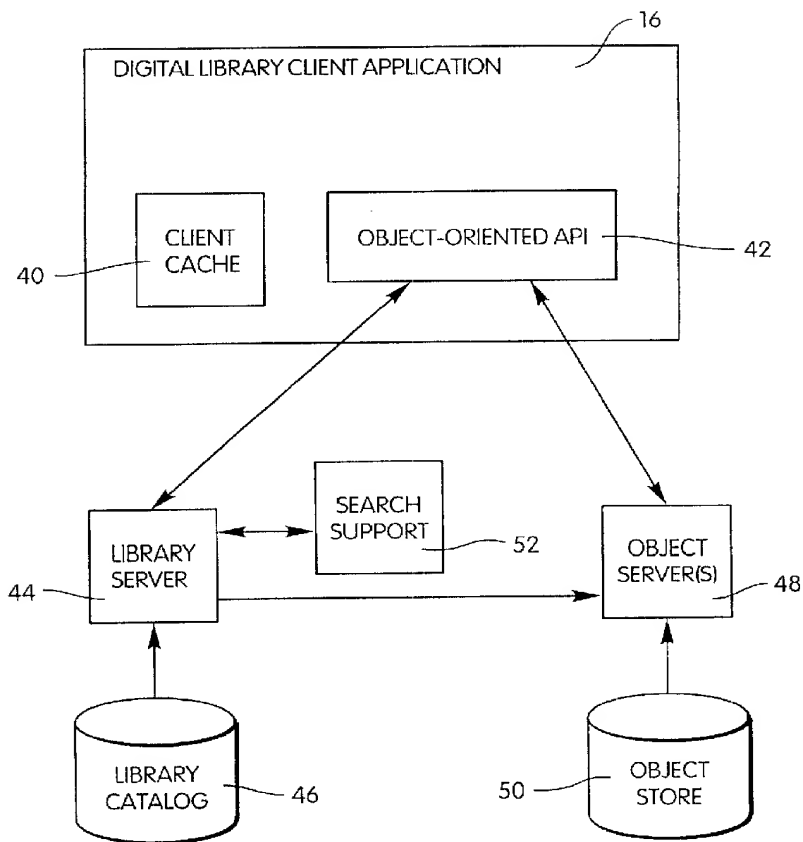 16
DIGITAL LIBRARY CLIENT APPLICATION
CLIENT
CACHE
40
OBJECT-ORIENTED API
42
SEARCH
SUPPORT
52
LIBRARY
SERVER
44
OBJECT
SERVER(S)
48
LIBRARY
CATALOG
46
OBJECT
STORE
50